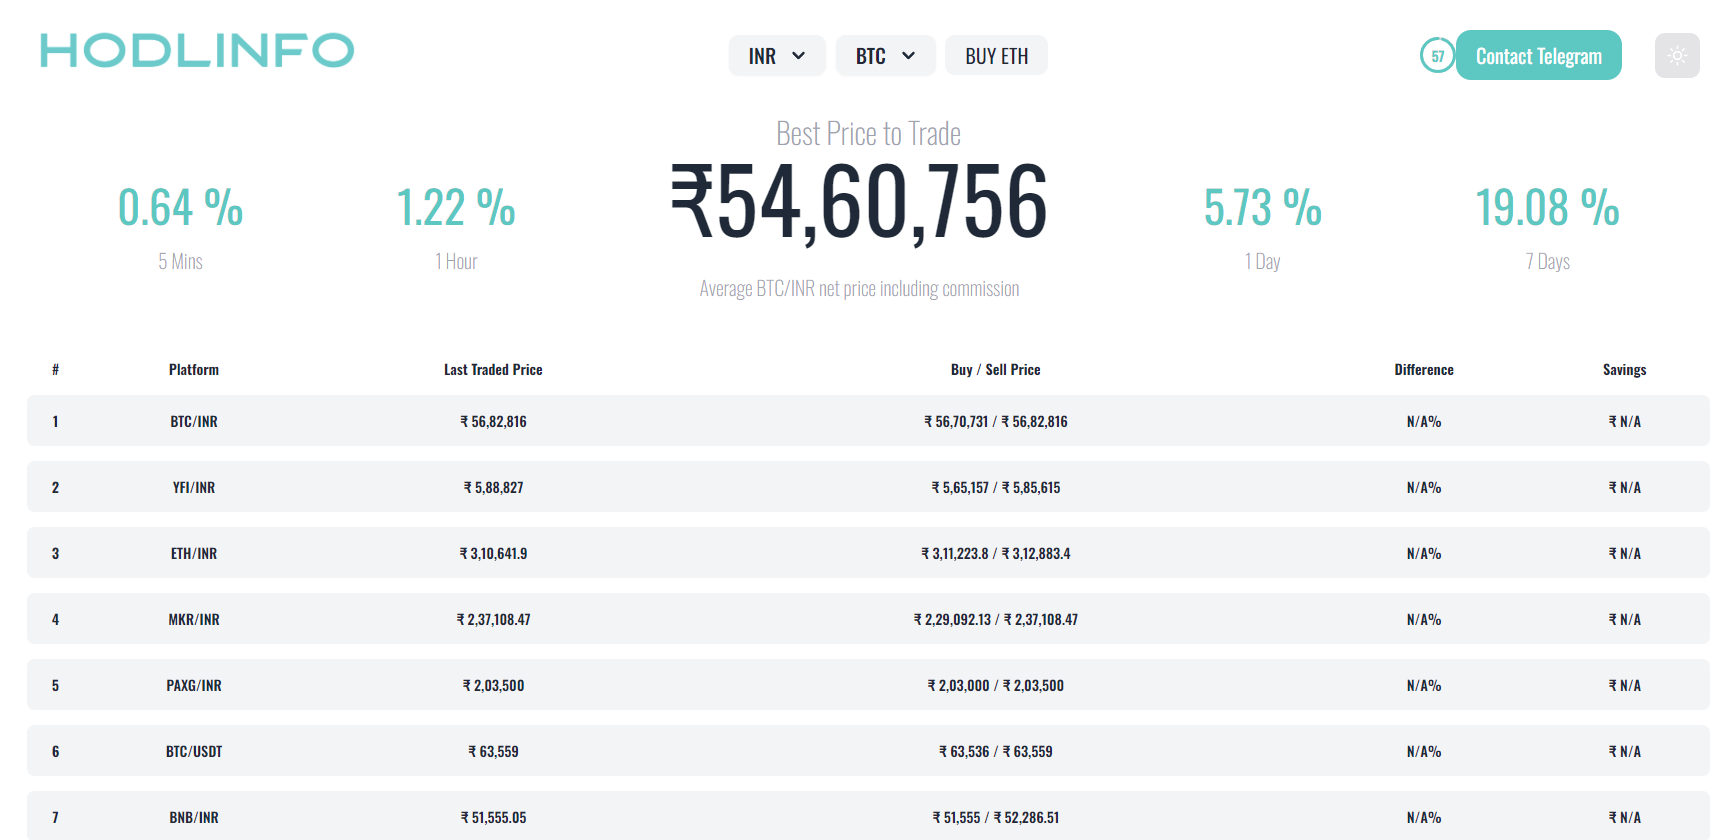 HODLINFO
INR BTC BUY ETH
57 Contact Telegram
Best Price to Trade
₹54,60,756
Average BTC/INR net price including commission
0.64 %
5 Mins
1.22 %
1 Hour
5.73 %
1 Day
19.08 %
7 Days
# Platform Last Traded Price Buy / Sell Price Difference Savings
1 BTC/INR ₹ 56,82,816 ₹ 56,70,731 / ₹ 56,82,816 N/A% ₹ N/A
2 YFI/INR ₹ 5,88,827 ₹ 5,65,157 / ₹ 5,85,615 N/A% ₹ N/A
3 ETH/INR ₹ 3,10,641.9 ₹ 3,11,223.8 / ₹ 3,12,883.4 N/A% ₹ N/A
4 MKR/INR ₹ 2,37,108.47 ₹ 2,29,092.13 / ₹ 2,37,108.47 N/A% ₹ N/A
5 PAXG/INR ₹ 2,03,500 ₹ 2,03,000 / ₹ 2,03,500 N/A% ₹ N/A
6 BTC/USDT ₹ 63,559 ₹ 63,536 / ₹ 63,559 N/A% ₹ N/A
7 BNB/INR ₹ 51,555.05 ₹ 51,555 / ₹ 52,286.51 N/A% ₹ N/A